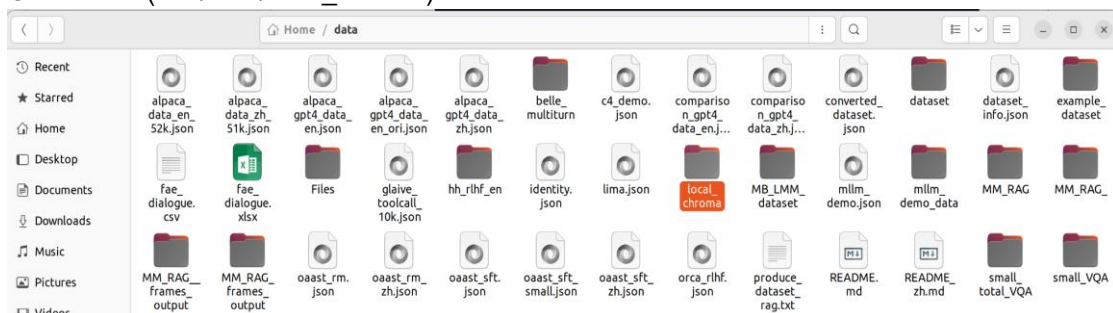 Home / data
Recent
Starred
Home
Desktop
Documents
Downloads
Music
Pictures
Videos
alpaca_
data_en_
52k.json
alpaca_
data_zh_
51k.json
alpaca_
gpt4_data_
en.json
alpaca_
gpt4_data_
en_ori.json
alpaca_
gpt4_data_
zh.json
belle_
multiturn
c4_demo.
json
compariso
n_gpt4_
data_en.j...
compariso
n_gpt4_
data_zh.j...
converted_
dataset.
json
dataset
dataset_
info.json
example_
dataset
fae_
dialogue.
csv
fae_
dialogue.
xlsx
Files
glaive_
toolcall_
10k.json
hh_rlhf_en
identity.
json
lima.json
local_
chroma
MB_LMM_
dataset
mllm_
demo.json
mllm_
demo_data
MM_RAG
MM_RAG_
MM_RAG__
frames_
output
MM_RAG_
frames_
output
oaast_rm.
json
oaast_rm_
zh.json
oaast_sft.
json
oaast_sft_
small.json
oaast_sft_
zh.json
orca_rlhf.
json
produce_
dataset_
rag.txt
README.
md
README_
zh.md
small_
total_VQA
small_VQA